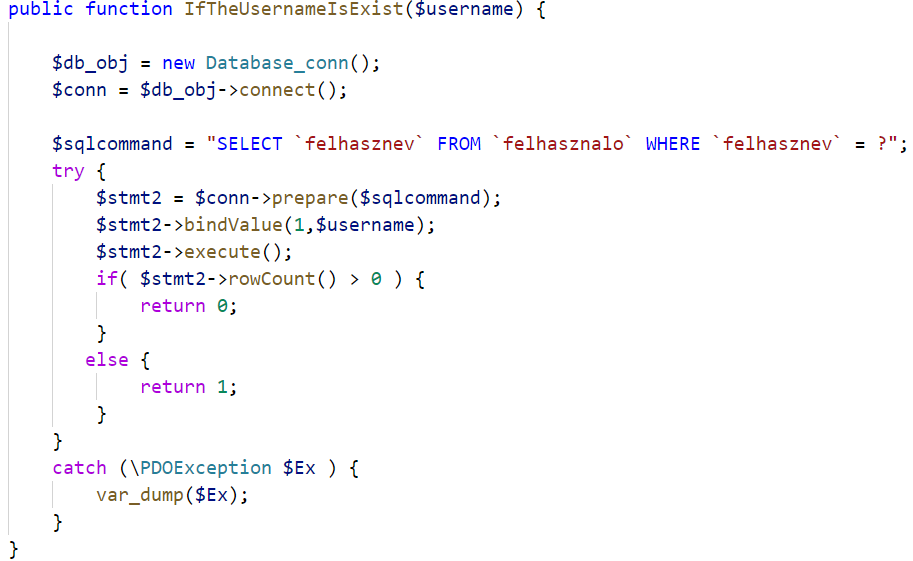 public function IfTheUsernameIsExist($username) {
$db_obj = new Database_conn();
$conn = $db_obj->connect();
$sqlcommand = "SELECT `felhasznev` FROM `felhasznalo` WHERE `felhasznev` = ?";
try {
$stmt2 = $conn->prepare($sqlcommand);
$stmt2->bindValue(1,$username);
$stmt2->execute();
if( $stmt2->rowCount() > 0 ) {
return 0;
}
else {
return 1;
}
}
catch (\PDOException $Ex ) {
var_dump($Ex);
}
}